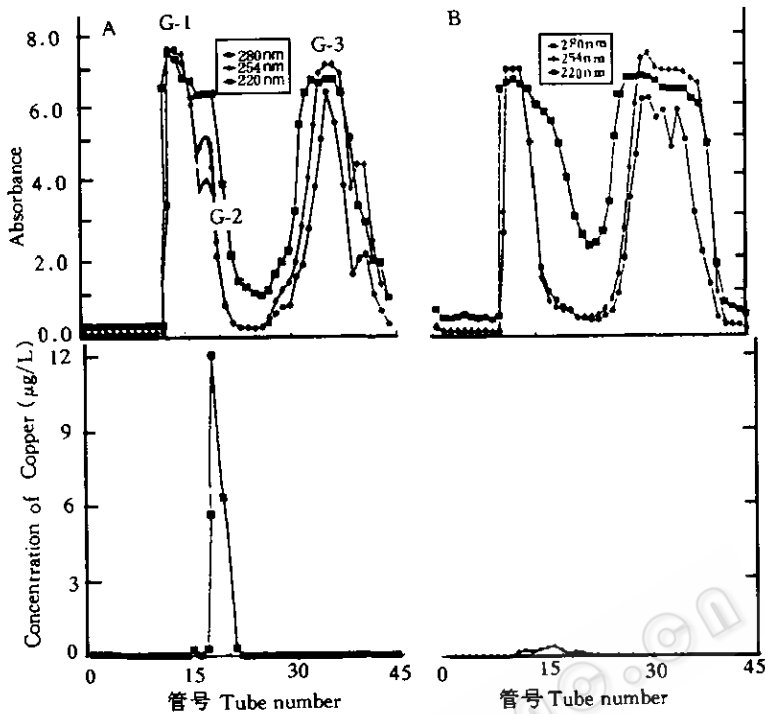 G-1
A
G-3
280nm
254nm
220nm
G-2
Absorbance
8.0
6.0
4.0
2.0
0.0
B
280nm
254nm
220nm
Concentration of Copper (µg/L)
12
9
6
3
0
0 15 30 45
管号 Tube number
0 15 30 45
管号 Tube number
.cn